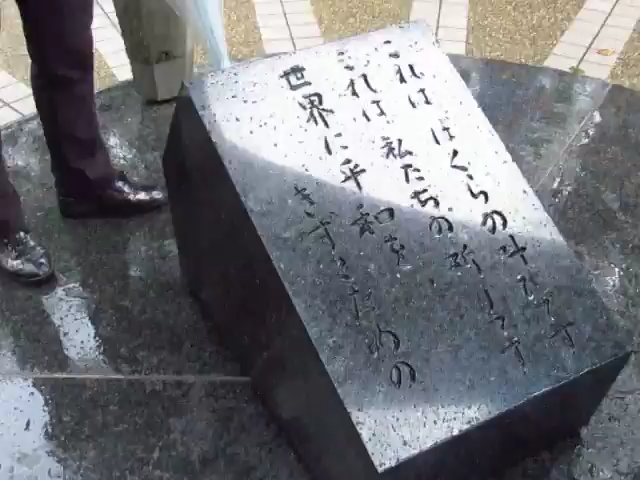 これは ぼくらの叫びです
これは 私たちの祈りです
世界に平和を
きずくための